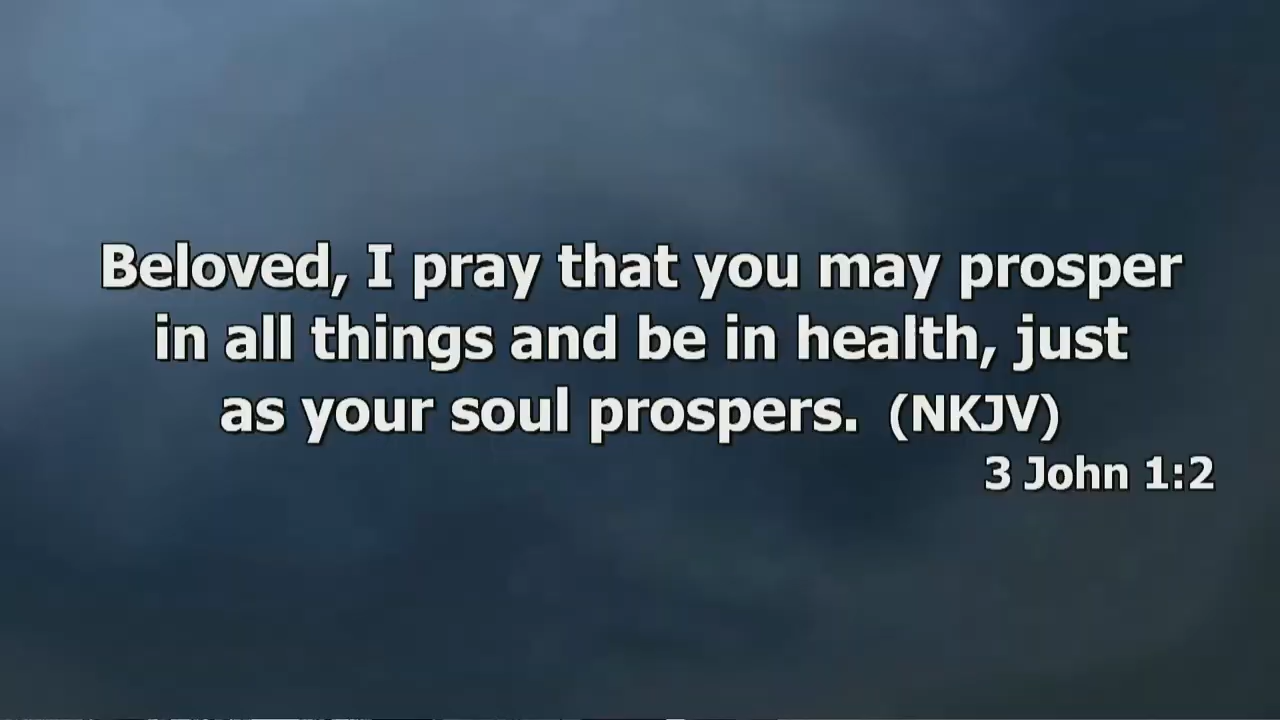 Beloved, I pray that you may prosper
in all things and be in health, just
as your soul prospers. (NKJV)
3 John 1:2